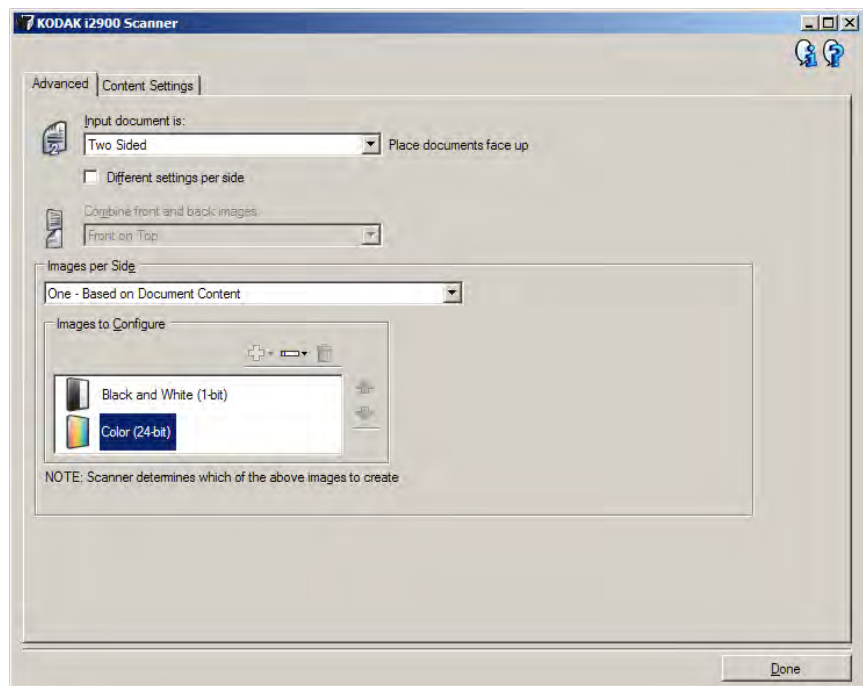 KODAK i2900 Scanner
Advanced
Content Settings
Input document is:
Two Sided
Place documents face up
Different settings per side
Combine front and back images
Front on Top
Images per Side
One - Based on Document Content
Images to Configure
Black and White (1-bit)
Color (24-bit)
NOTE: Scanner determines which of the above images to create
Done